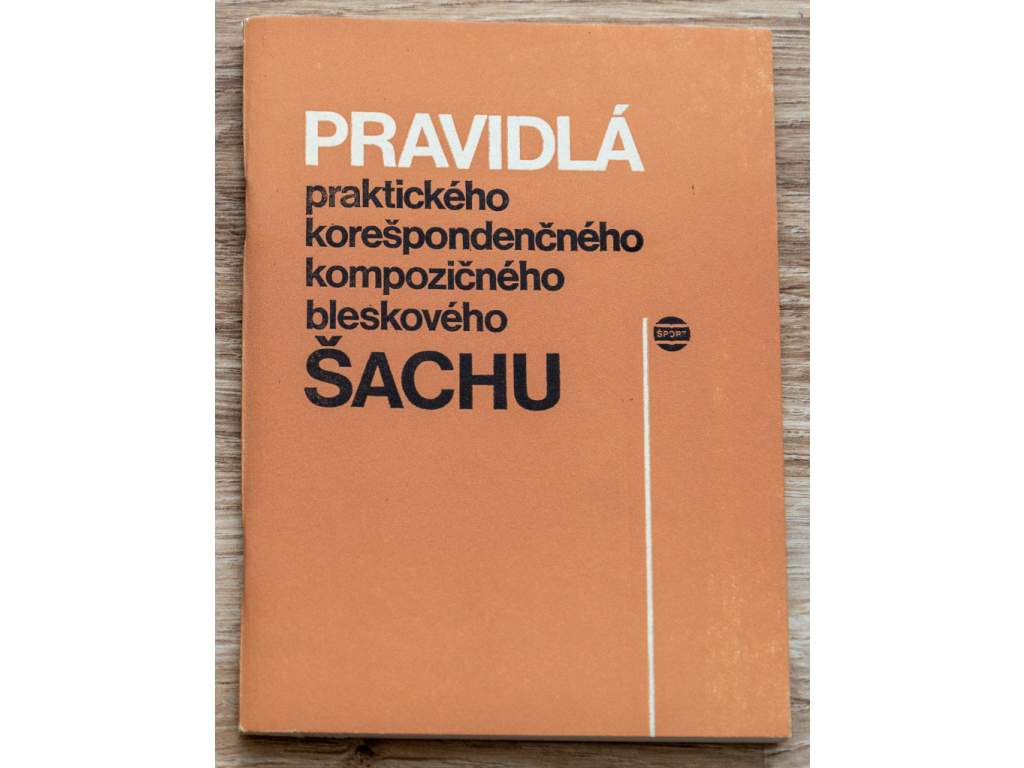 PRAVIDLÁ
praktického
korešpondenčného
kompozičného
bleskového
ŠACHU
ŠPORT